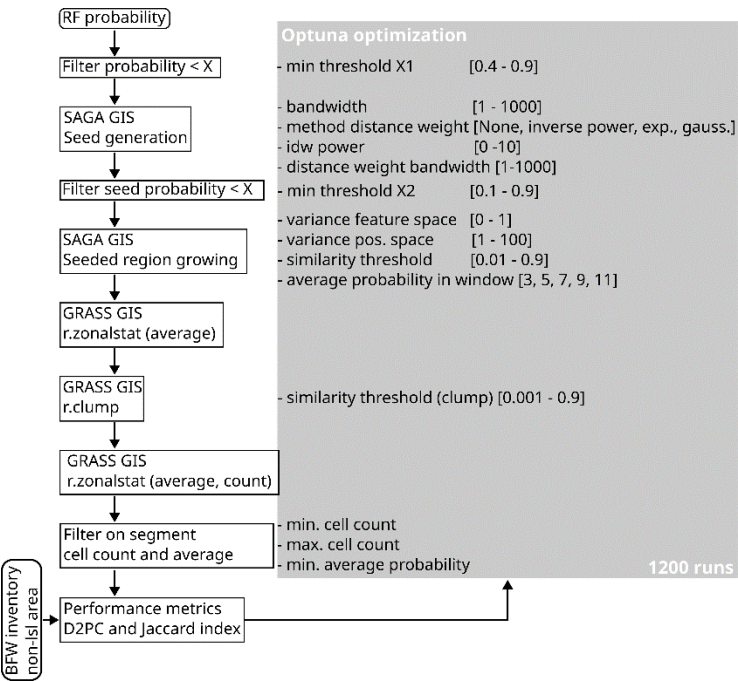 RF probability
Optuna optimization
Filter probability < X
- min threshold X1 [0.4 - 0.9]
SAGA GIS
Seed generation
- bandwidth [1 - 1000]
- method distance weight [None, inverse power, exp., gauss.]
- idw power [0 -10]
- distance weight bandwidth [1-1000]
Filter seed probability < X
- min threshold X2 [0.1 - 0.9]
SAGA GIS
Seeded region growing
- variance feature space [0 - 1]
- variance pos. space [1 - 100]
- similarity threshold [0.01 - 0.9]
- average probability in window [3, 5, 7, 9, 11]
GRASS GIS
r.zonalstat (average)
GRASS GIS
r.clump
- similarity threshold (clump) [0.001 - 0.9]
GRASS GIS
r.zonalstat (average, count)
Filter on segment
cell count and average
- min. cell count
- max. cell count
- min. average probability
1200 runs
BFW inventory
non-lsl area
Performance metrics
D2PC and Jaccard index